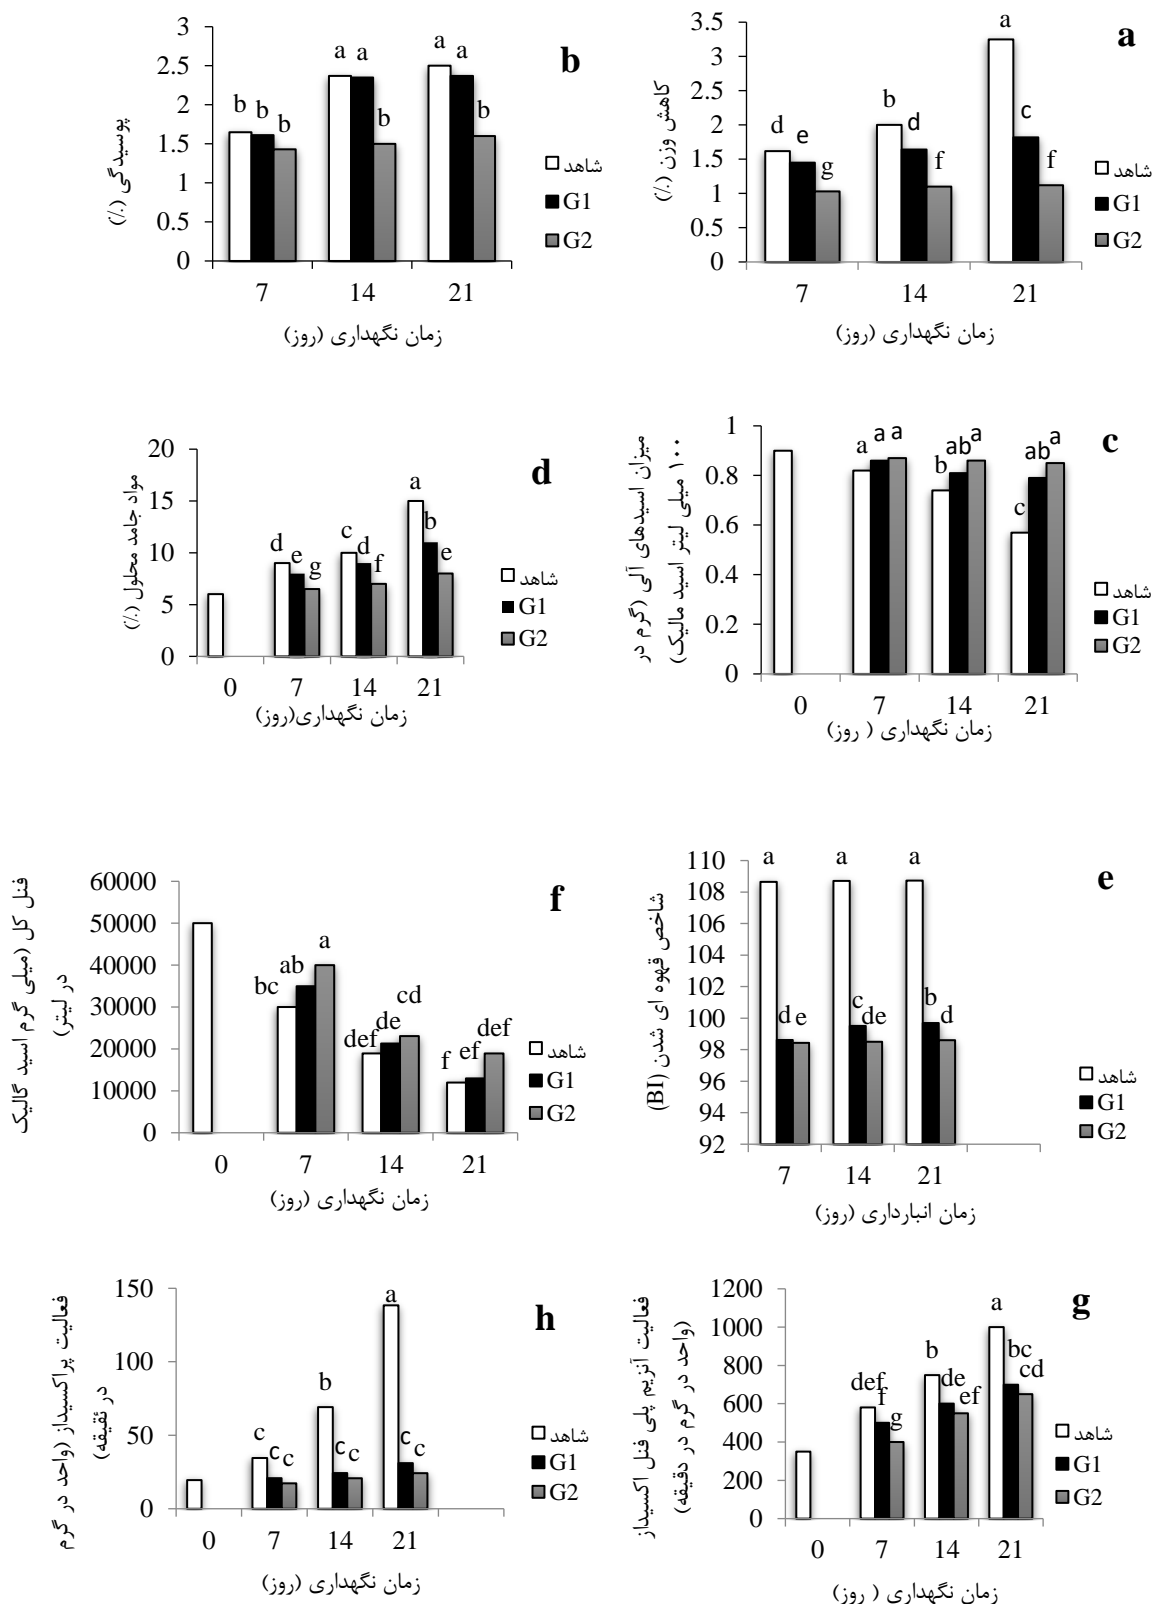 b
پوسیدگی (٪)
3
2.5
2
1.5
1
0.5
0
b b b
a a b
a a b
7 14 21
زمان نگهداری (روز)
شاهد
G1
G2
a
کاهش وزن (٪)
3.5
3
2.5
2
1.5
1
0.5
0
d e g
b d f
a c f
7 14 21
زمان نگهداری (روز)
شاهد
G1
G2
d
مواد جامد محلول (٪)
20
15
10
5
0
d e g
c d f
a b e
0 7 14 21
زمان نگهداری(روز)
شاهد
G1
G2
c
میزان اسیدهای آلی (گرم در
۱۰۰ میلی لیتر اسید مالیک)
1
0.8
0.6
0.4
0.2
0
a a a
b ab a
c ab a
0 7 14 21
زمان نگهداری ( روز)
شاهد
G1
G2
f
فنل کل (میلی گرم اسید گالیک
در لیتر)
60000
50000
40000
30000
20000
10000
0
bc ab a
def de cd
f ef def
0 7 14 21
زمان نگهداری (روز)
شاهد
G1
G2
e
شاخص قهوه ای شدن (BI)
110
108
106
104
102
100
98
96
94
92
a d e
a c de
a b d
7 14 21
زمان انبارداری (روز)
شاهد
G1
G2
h
فعالیت پراکسیداز (واحد در گرم
در ثقیقه)
150
100
50
0
c c c
b c c
a c c
0 7 14 21
زمان نگهداری (روز)
شاهد
G1
G2
g
فعالیت آنزیم پلی فنل اکسیداز
(واحد در گرم در دقیقه)
1200
1000
800
600
400
200
0
def f g
b de ef
a bc cd
0 7 14 21
زمان نگهداری ( روز)
شاهد
G1
G2